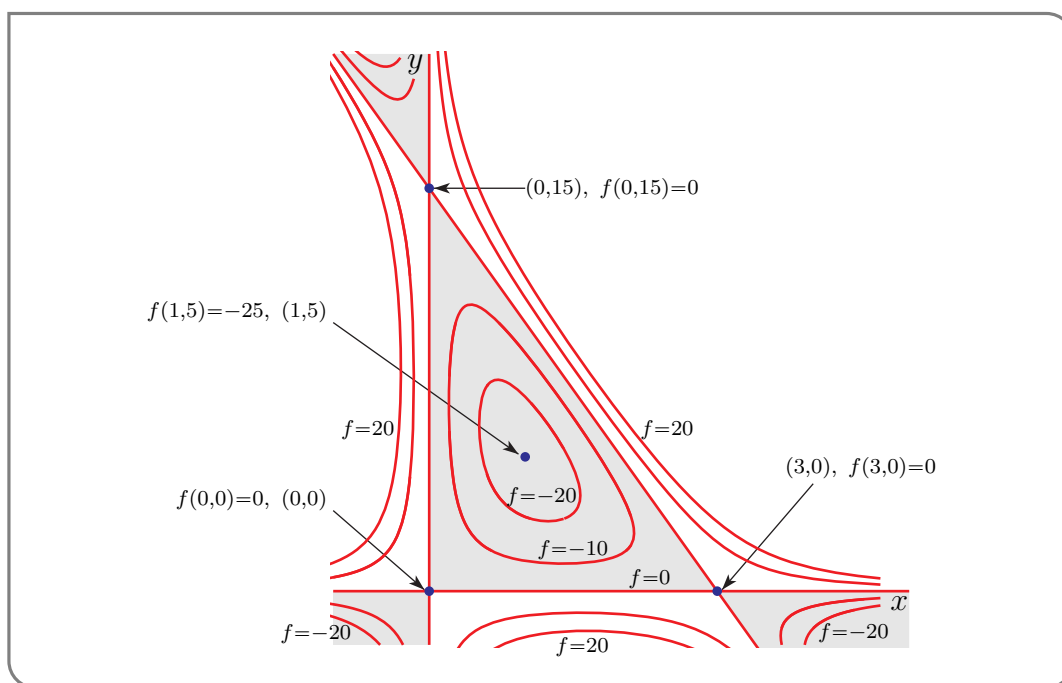 y
(0,15), f(0,15)=0
f(1,5)=−25, (1,5)
f=20
f=20
(3,0), f(3,0)=0
f(0,0)=0, (0,0)
f=−20
f=−10
f=0
x
f=−20
f=20
f=−20